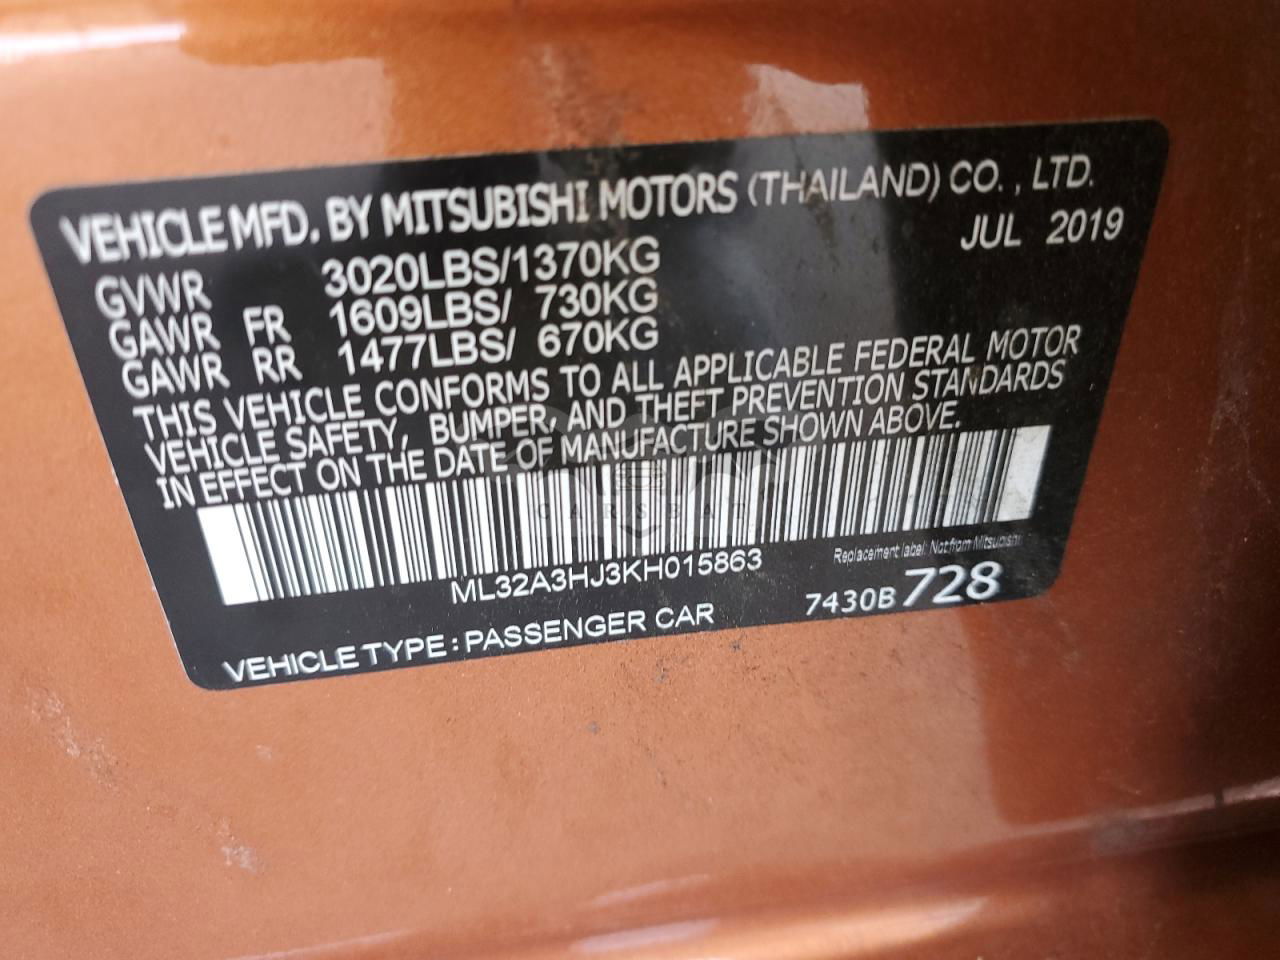 VEHICLE MFD. BY MITSUBISHI MOTORS (THAILAND) CO., LTD.
JUL 2019
GVWR 3020LBS/1370KG
GAWR FR 1609LBS/ 730KG
GAWR RR 1477LBS/ 670KG
THIS VEHICLE CONFORMS TO ALL APPLICABLE FEDERAL MOTOR
VEHICLE SAFETY, BUMPER, AND THEFT PREVENTION STANDARDS
IN EFFECT ON THE DATE OF MANUFACTURE SHOWN ABOVE.
ML32A3HJ3KH015863
Replacement label: Not from Mitsubishi
VEHICLE TYPE : PASSENGER CAR
7430B 728